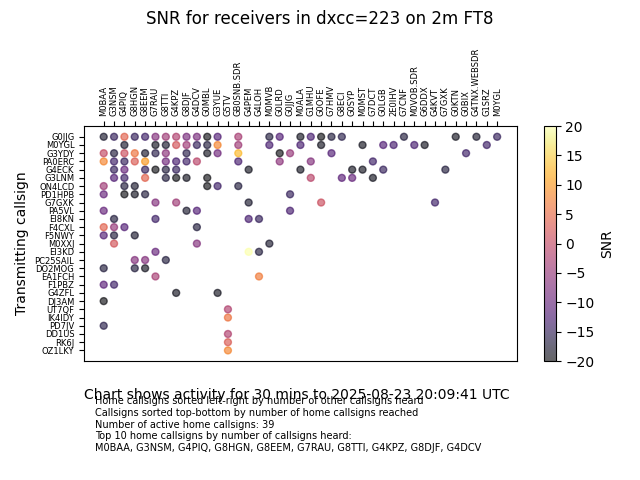 SNR for receivers in dxcc=223 on 2m FT8
M0BAA G3NSM G4PIQ G8HGN G8EEM G7RAU G8TTI G4KPZ G8DJF G4DCV G0MBL G3YUE G5TV GB0SNB.SDR G4PEM G4LOH M0MVB G0LRD G0JJG M0ALA G1MHU G0OFE G7HMV G8ECI G0SYP M0MST G7DCT G0LGB 2E0IHV G7CNF M0VOB.SDR G6DDX G4KVT G7GXK G0KTN G0BIX G4TNX.WEBSDR G1SRZ M0YGL
Transmitting callsign
G0JJG
M0YGL
G3YDY
PA0ERC
G4ECK
G3LNM
ON4LCD
PD1HPB
G7GXK
PA5VL
EI8KN
F4CXL
F5NWY
M0XXJ
EI3KD
PC25SAIL
DO2MOG
EA1FCH
F1PBZ
G4ZFL
DJ3AM
UT7QF
IK4IDY
PD7IV
DD1US
RK6J
OZ1LKY
20
15
10
5
0
−5
−10
−15
−20
SNR
Chart shows activity for 30 mins to 2025-08-23 20:09:41 UTC
Home callsigns sorted left-right by number of other callsigns heard
Callsigns sorted top-bottom by number of home callsigns reached
Number of active home callsigns: 39
Top 10 home callsigns by number of callsigns heard:
M0BAA, G3NSM, G4PIQ, G8HGN, G8EEM, G7RAU, G8TTI, G4KPZ, G8DJF, G4DCV